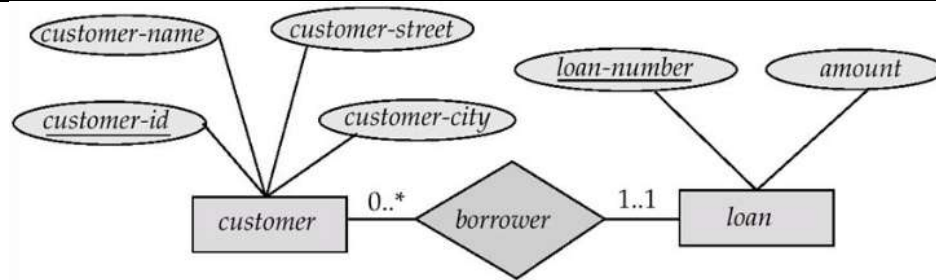 customer-name
customer-street
loan-number
amount
customer-id
customer-city
customer
0..*
borrower
1..1
loan